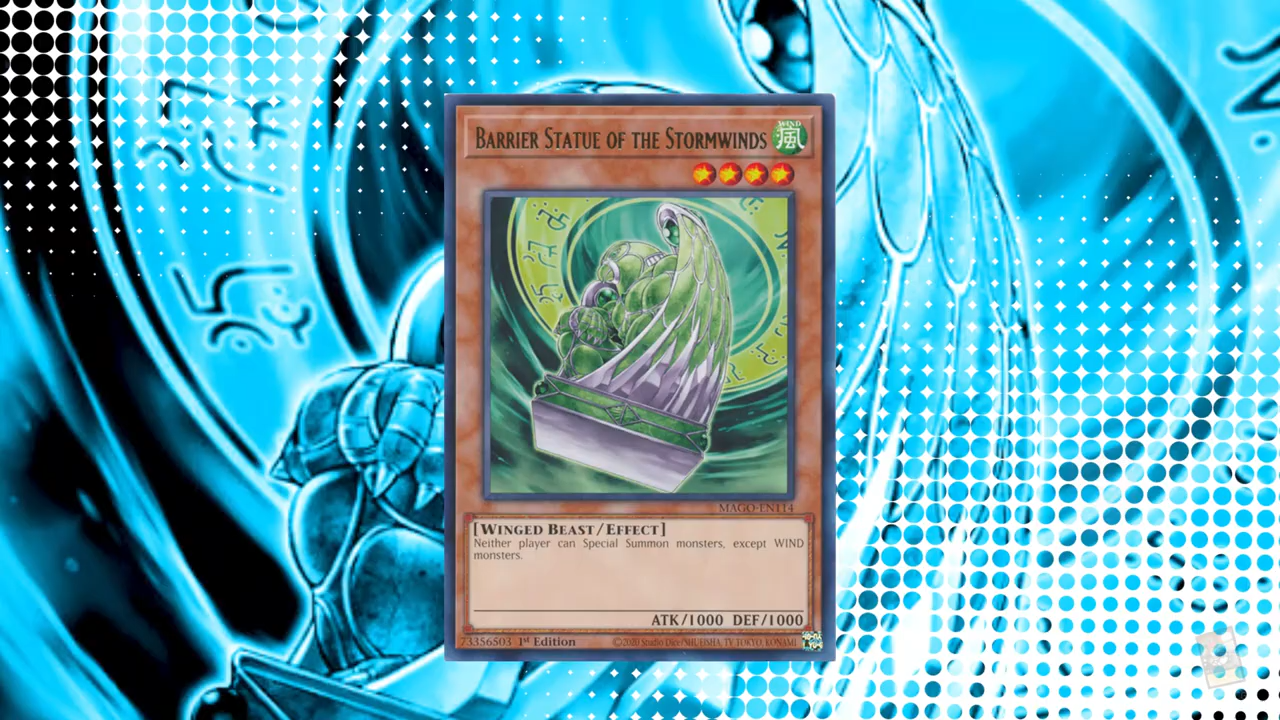 BARRIER STATUE OF THE STORMWINDS
WIND
風
MAGO-EN114
[WINGED BEAST/EFFECT]
Neither player can Special Summon monsters, except WIND
monsters.
ATK/1000 DEF/1000
73356503 1st Edition
©2020 Studio Dice/SHUEISHA, TV TOKYO, KONAMI